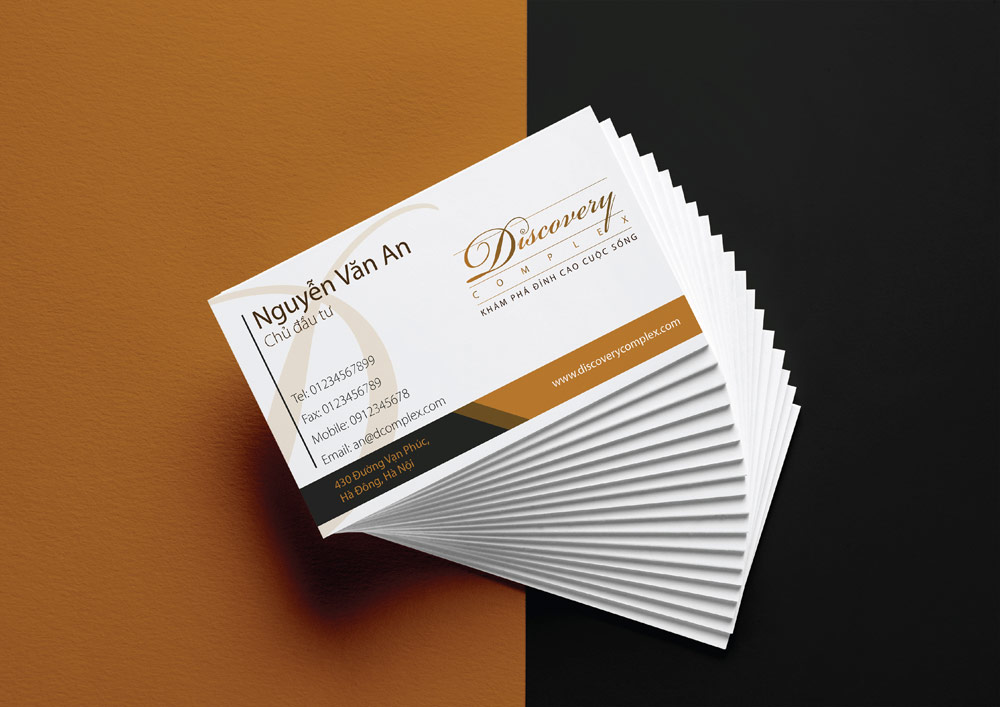 Nguyễn Văn An
Chủ đầu tư
Tel: 01234567899
Fax: 0123456789
Mobile: 0912345678
Email: an@dcomplex.com
430 Đường Vạn Phúc,
Hà Đông, Hà Nội
Discovery
COMPLEX
KHÁM PHÁ ĐỈNH CAO CUỘC SỐNG
www.discoverycomplex.com